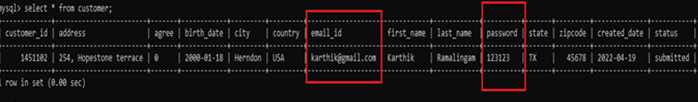 mysql> select * from customer;
| customer_id | address | agree | birth_date | city | country | email_id | first_name | last_name | password | state | zipcode | created_date | status |
| 1451102 | 254, Hopestone terrace | 0 | 2000-01-18 | Herndon | USA | karthik@gmail.com | Karthik | Ramalingam | 123123 | TX | 45678 | 2022-04-19 | submitted |
row in set (0.00 sec)